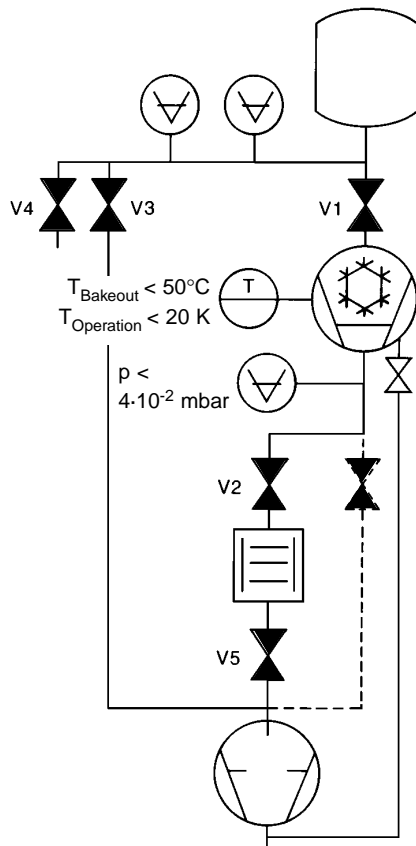 V4
V3
V1
T
T_Bakeout < 50°C
T_Operation < 20 K
p <
4·10⁻² mbar
V2
V5